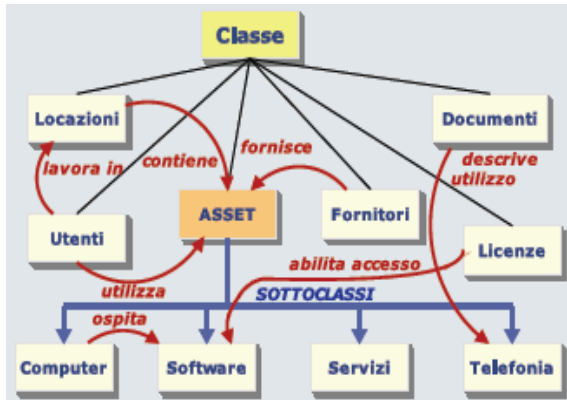 Classe
Locazioni
Documenti
lavora in
contiene
fornisce
descrive
utilizzo
Utenti
ASSET
Fornitori
Licenze
utilizza
abilita accesso
SOTTOCLASSI
ospita
Computer
Software
Servizi
Telefonia